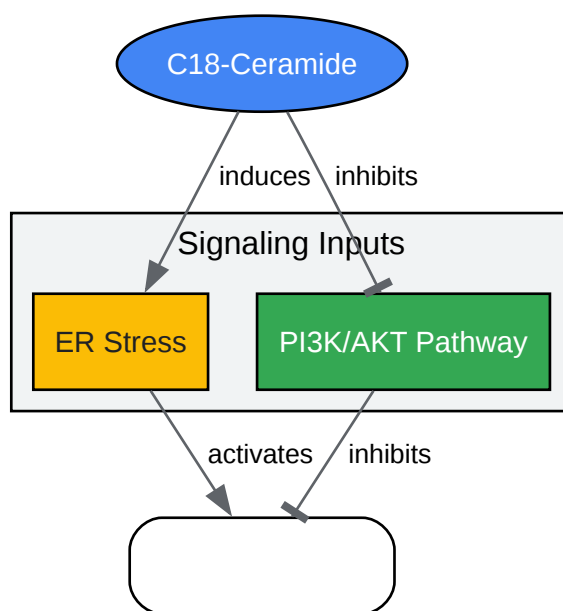 C18-Ceramide
induces
inhibits
Signaling Inputs
ER Stress
PI3K/AKT Pathway
activates
inhibits